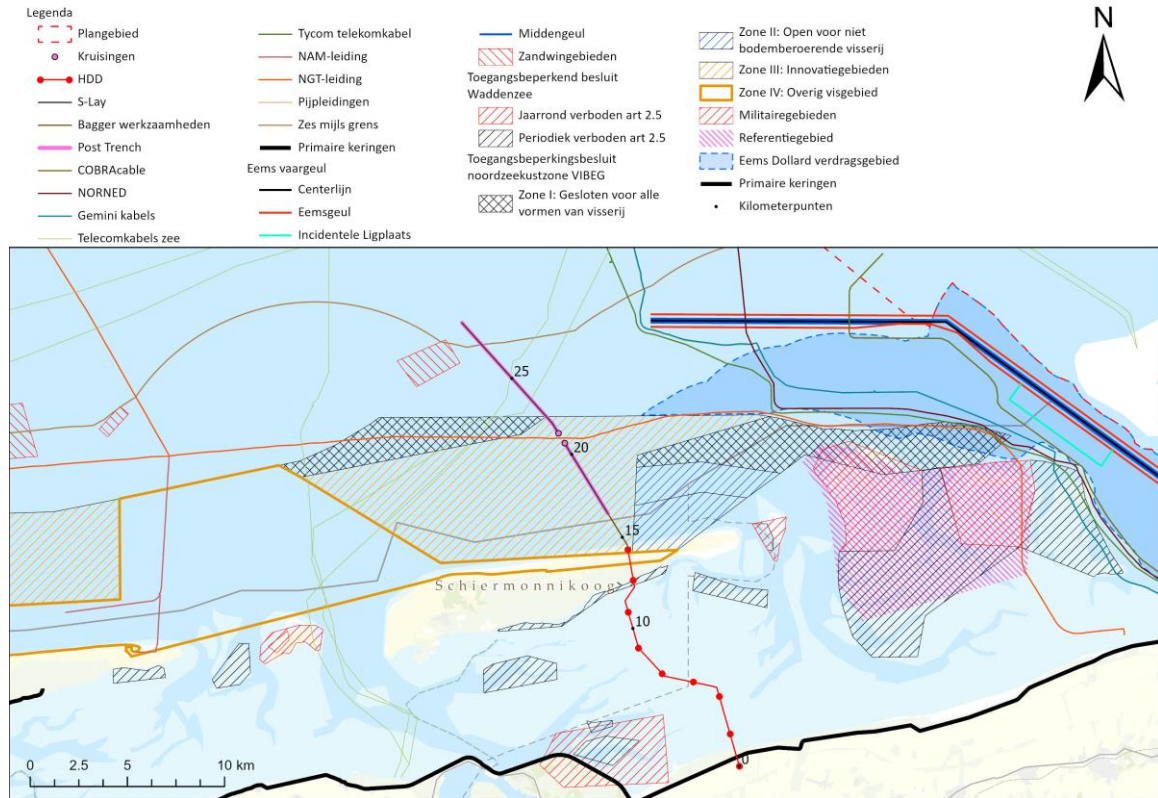 Legenda
Plangebied
Kruisingen
HDD
S-Lay
Bagger werkzaamheden
Post Trench
COBRAcable
NORNED
Gemini kabels
Telecomkabels zee
Tycom telekomkabel
NAM-leiding
NGT-leiding
Pijpleidingen
Zes mijls grens
Primaire keringen
Eems vaargeul
Centerlijn
Eemsgeul
Incidentele Ligplaats
Middengeul
Zandwingebieden
Toegangsbeperkend besluit
Waddenzee
Jaarrond verboden art 2.5
Periodiek verboden art 2.5
Toegangsbeperkingsbesluit
noordzeekustzone VIBEG
Zone I: Gesloten voor alle
vormen van visserij
Zone II: Open voor niet
bodemberoerende visserij
Zone III: Innovatiegebieden
Zone IV: Overig visgebied
Militairegebieden
Referentiegebied
Eems Dollard verdragsgebied
Primaire keringen
Kilometerpunten
N
25
20
15
Schiermonnikoog
10
0
0 2.5 5 10 km